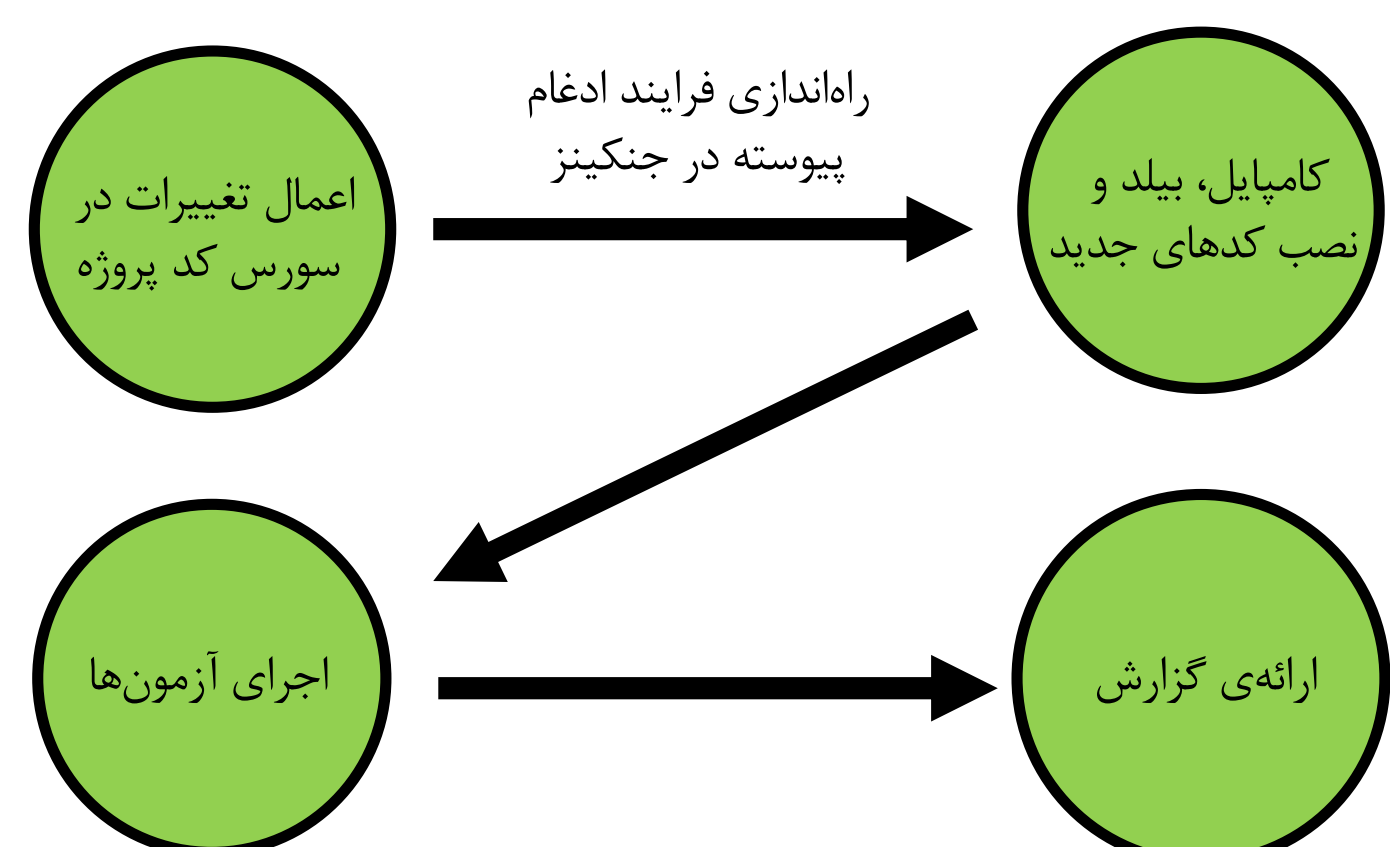 اعمال تغییرات در
سورس کد پروژه
راه‌اندازی فرایند ادغام
پیوسته در جنکینز
کامپایل، بیلد و
نصب کدهای جدید
اجرای آزمون‌ها
ارائه‌ی گزارش